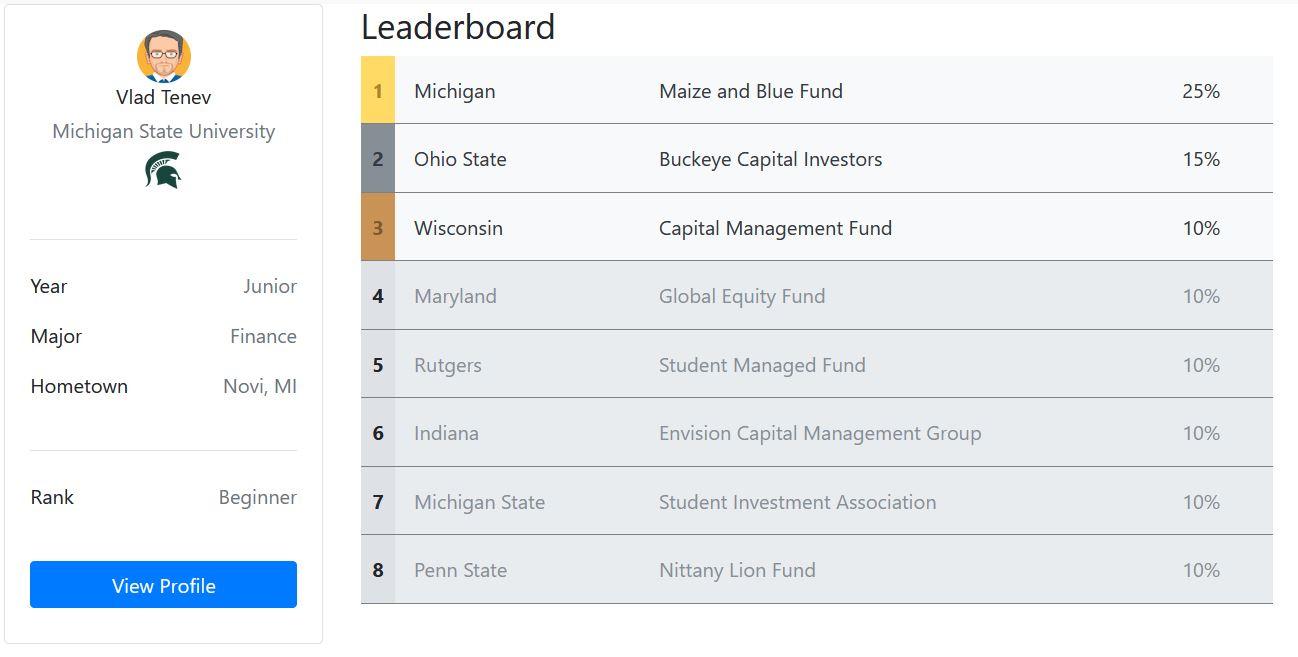 Vlad Tenev
Michigan State University
Year Junior
Major Finance
Hometown Novi, MI
Rank Beginner
View Profile
Leaderboard
1 Michigan Maize and Blue Fund 25%
2 Ohio State Buckeye Capital Investors 15%
3 Wisconsin Capital Management Fund 10%
4 Maryland Global Equity Fund 10%
5 Rutgers Student Managed Fund 10%
6 Indiana Envision Capital Management Group 10%
7 Michigan State Student Investment Association 10%
8 Penn State Nittany Lion Fund 10%